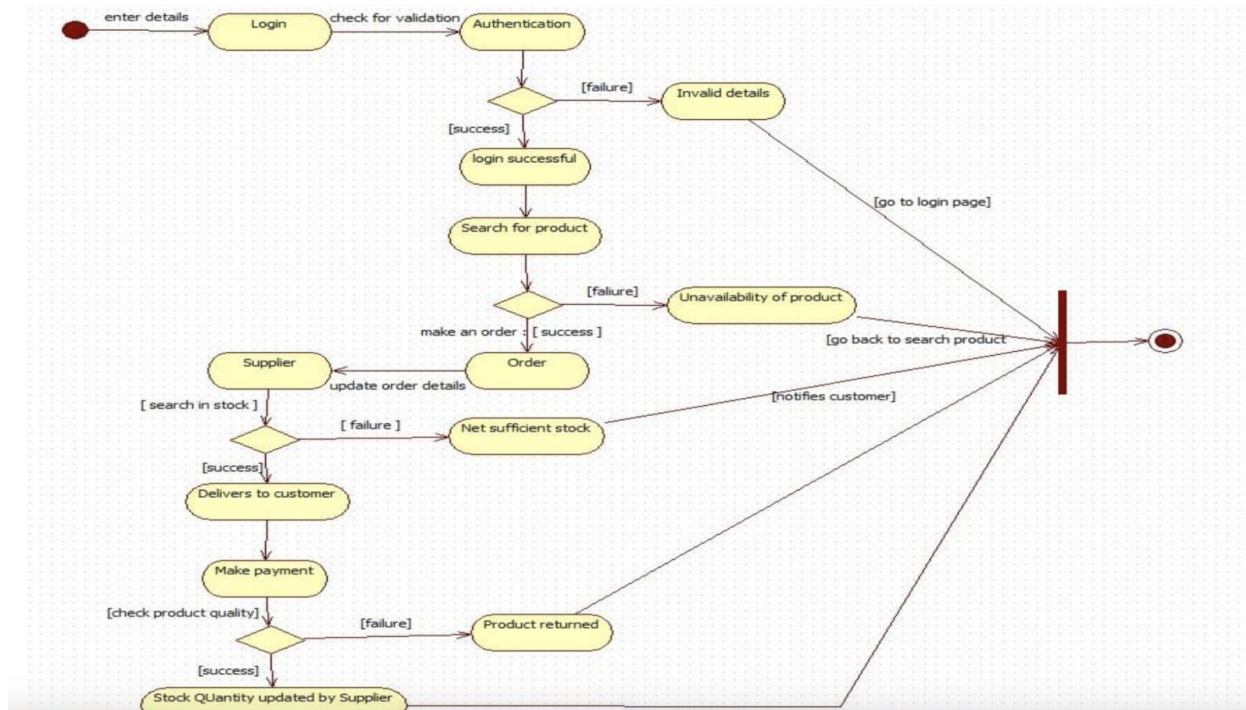 enter details
Login
check for validation
Authentication
[failure]
Invalid details
[success]
login successful
[go to login page]
Search for product
[faliure]
Unavailability of product
make an order : [ success ]
[go back to search product
Supplier
Order
update order details
[ search in stock ]
[notifies customer]
[ failure ]
Net sufficient stock
[success]
Delivers to customer
Make payment
[check product quality]
[failure]
Product returned
[success]
Stock QUantity updated by Supplier